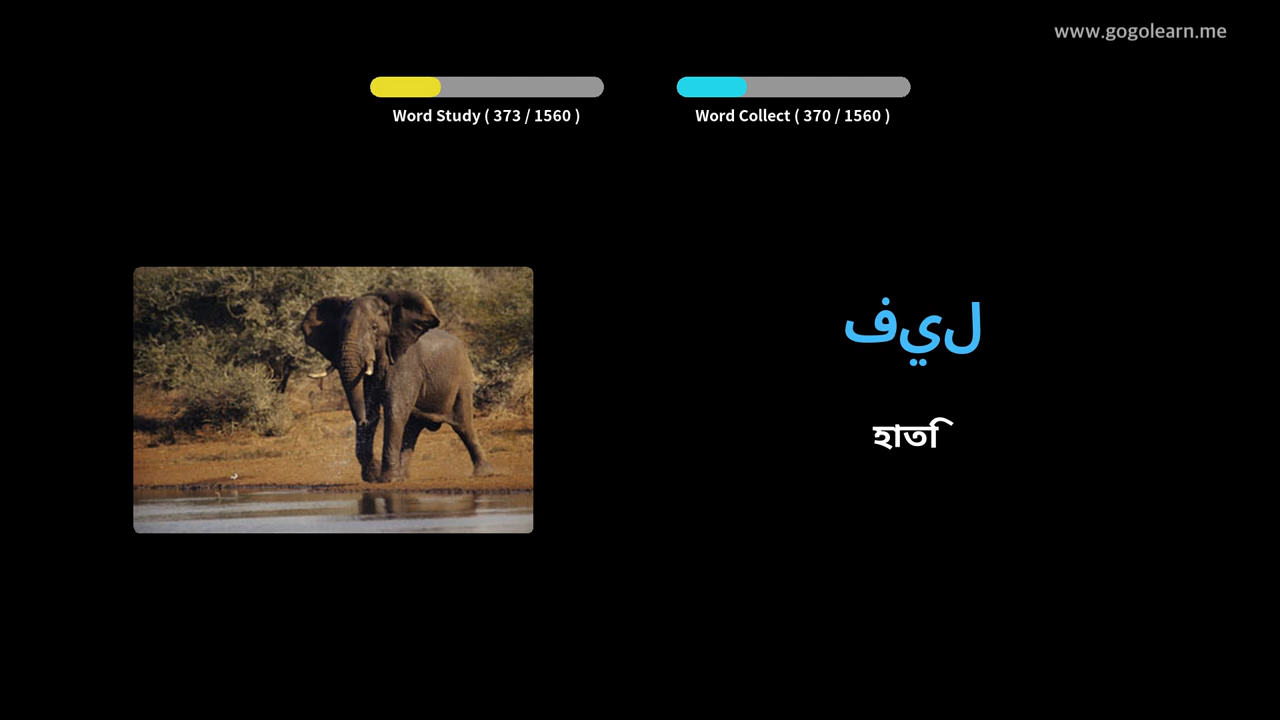 www.gogolearn.me
Word Study ( 373 / 1560 )
Word Collect ( 370 / 1560 )
فيل
হাতি